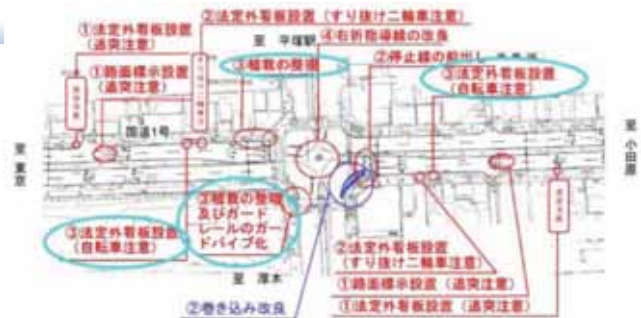 ②法定外看板設置(すり抜け二輪車注意)
至 平塚駅
④右折指導線の改良
①法定外看板設置
(追突注意)
③植栽の整理
②停止線の前出し
①路面標示設置
(追突注意)
③法定外看板設置
(自転車注意)
国道1号
至 東京
至 小田原
③植栽の整理
及びガード
レールのガー
ドパイプ化
③法定外看板設置
(自転車注意)
至 厚木
②巻き込み改良
②法定外看板設置
(すり抜け二輪車注意)
①路面標示設置(追突注意)
①法定外看板設置(追突注意)